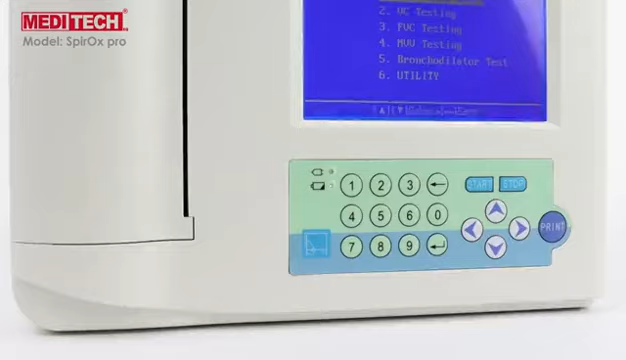 MEDITECH®
Model: SpirOx pro
2. VC Testing
3. FVC Testing
4. MVV Testing
5. Bronchodilator Test
6. UTILITY
1 2 3 ←
START STOP
4 5 6 0
PRINT
7 8 9